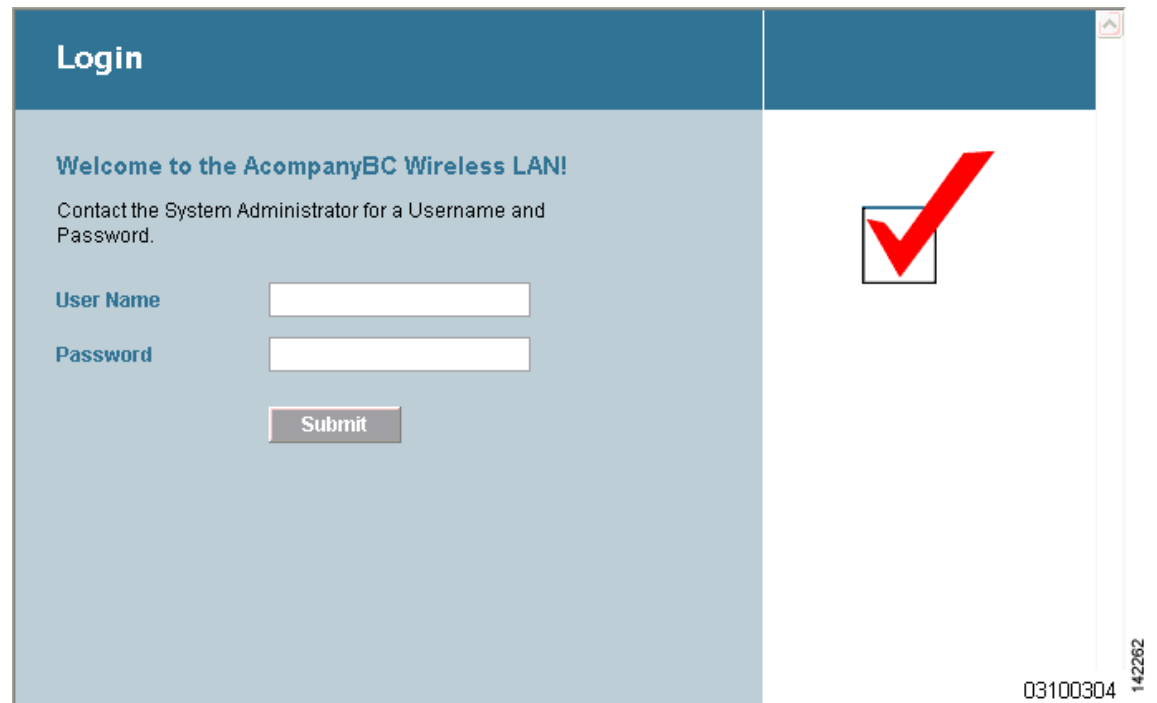 Login
Welcome to the AcompanyBC Wireless LAN!
Contact the System Administrator for a Username and
Password.
User Name
Password
Submit
03100304
142262